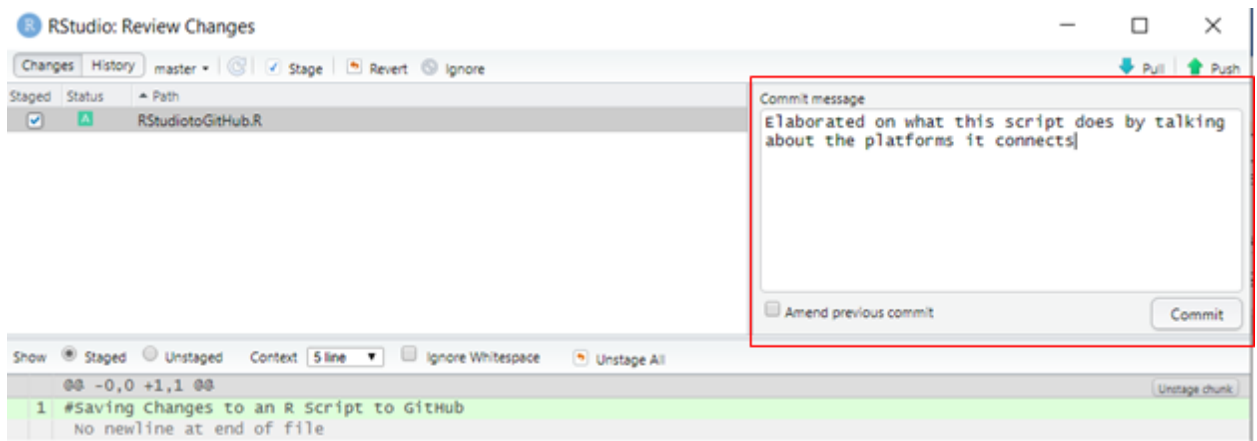 R RStudio: Review Changes
Changes History master Stage Revert Ignore Pull Push
Staged Status Path
A RStudiotoGitHub.R
Commit message
Elaborated on what this script does by talking
about the platforms it connects
Amend previous commit Commit
Show Staged Unstaged Context 5 line Ignore Whitespace Unstage All
@@ -0,0 +1,1 @@ Unstage chunk
1 #Saving Changes to an R Script to GitHub
No newline at end of file